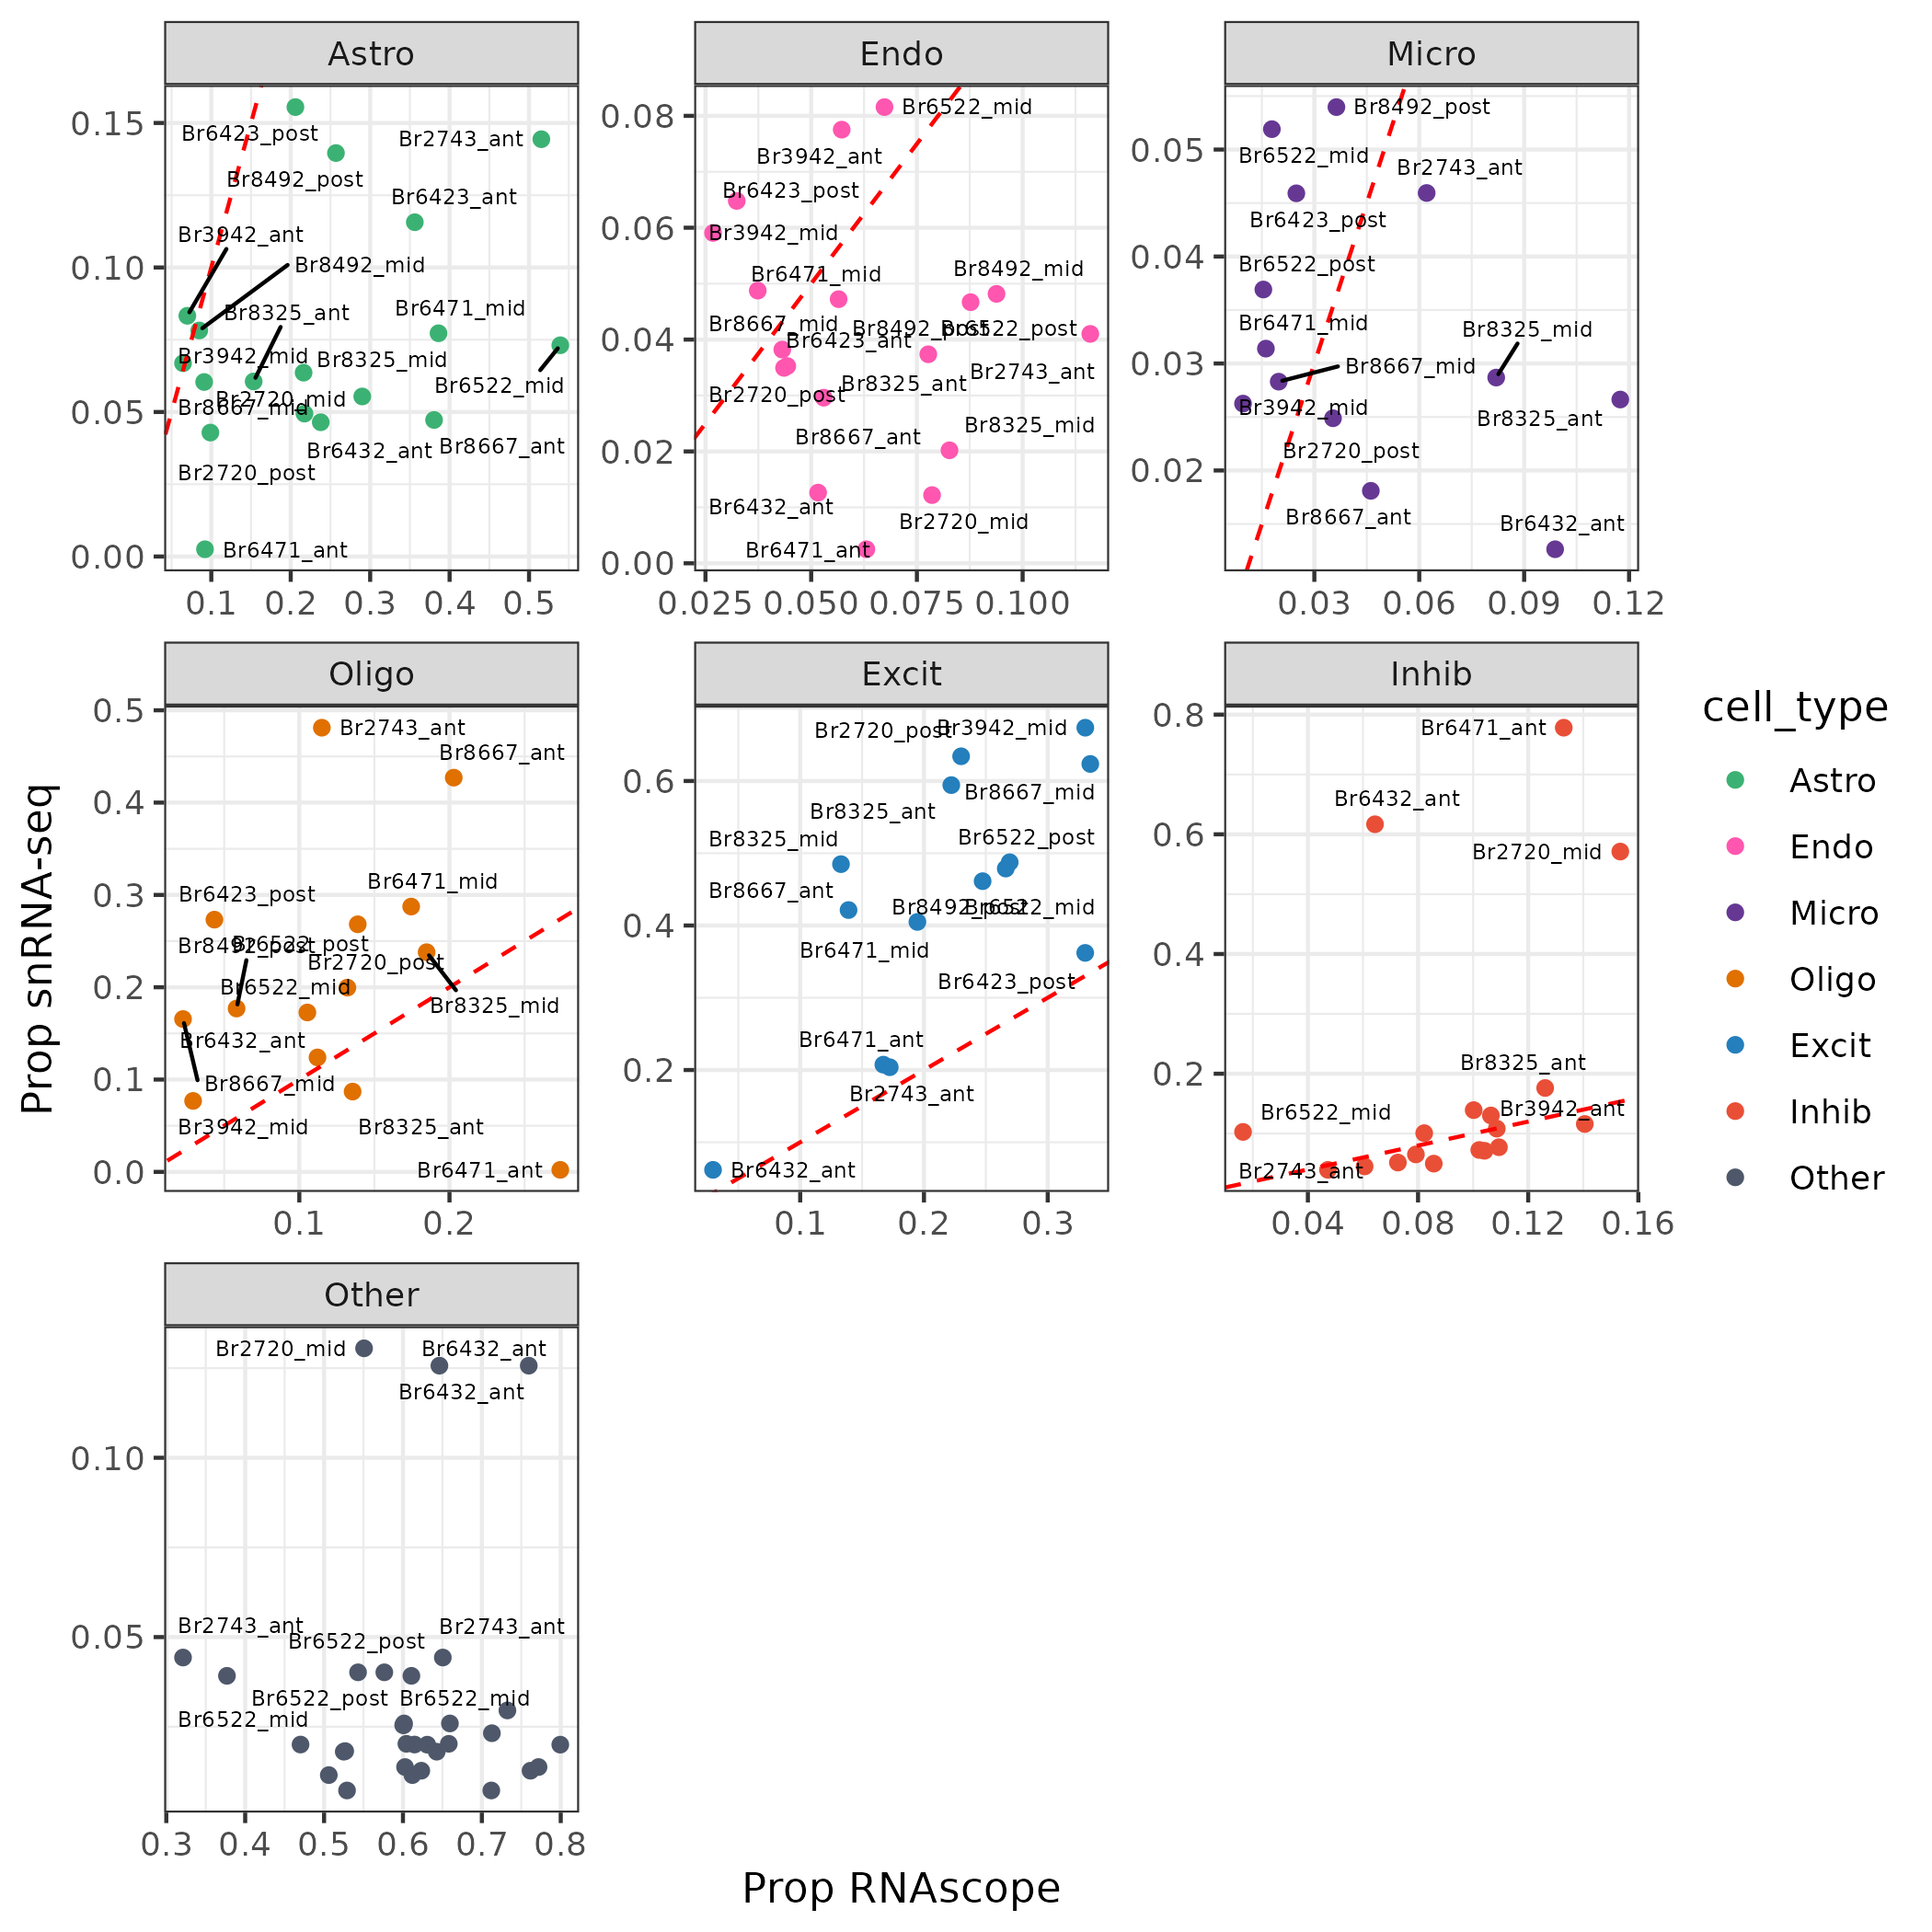 Astro
Endo
Micro
0.15
0.10
0.05
0.00
Br6423_post
Br2743_ant
Br8492_post
Br6423_ant
Br3942_ant
Br8492_mid
Br8325_ant
Br6471_mid
Br3942_mid
Br8325_mid
Br6522_mid
Br2720_mid
Br8667_mid
Br6432_ant
Br8667_ant
Br2720_post
Br6471_ant
0.1 0.2 0.3 0.4 0.5
0.08
0.06
0.04
0.02
0.00
Br6522_mid
Br3942_ant
Br6423_post
Br3942_mid
Br8492_mid
Br6471_mid
Br8667_mid
Br8492_post
Br6522_post
Br6423_ant
Br2743_ant
Br8325_ant
Br2720_post
Br8325_mid
Br8667_ant
Br6432_ant
Br2720_mid
Br6471_ant
0.025 0.050 0.075 0.100
0.05
0.04
0.03
0.02
Br8492_post
Br6522_mid
Br2743_ant
Br6423_post
Br6522_post
Br6471_mid
Br8325_mid
Br8667_mid
Br3942_mid
Br8325_ant
Br2720_post
Br8667_ant
Br6432_ant
0.03 0.06 0.09 0.12
Oligo
Excit
Inhib
0.5
0.4
0.3
0.2
0.1
0.0
Br2743_ant
Br8667_ant
Br6471_mid
Br6423_post
Br8492_post
Br6522_post
Br2720_post
Br6522_mid
Br8325_mid
Br6432_ant
Br8667_mid
Br3942_mid
Br8325_ant
Br6471_ant
0.1 0.2
0.6
0.4
0.2
Br2720_post
Br3942_mid
Br8667_mid
Br8325_ant
Br8325_mid
Br6522_post
Br8667_ant
Br8492_post
Br6522_mid
Br6471_mid
Br6423_post
Br6471_ant
Br2743_ant
Br6432_ant
0.1 0.2 0.3
0.8
0.6
0.4
0.2
Br6471_ant
Br6432_ant
Br2720_mid
Br8325_ant
Br6522_mid
Br3942_ant
Br2743_ant
0.04 0.08 0.12 0.16
Other
0.10
0.05
Br2720_mid
Br6432_ant
Br6432_ant
Br2743_ant
Br2743_ant
Br6522_post
Br6522_post
Br6522_mid
Br6522_mid
0.3 0.4 0.5 0.6 0.7 0.8
Prop snRNA-seq
Prop RNAscope
cell_type
Astro
Endo
Micro
Oligo
Excit
Inhib
Other